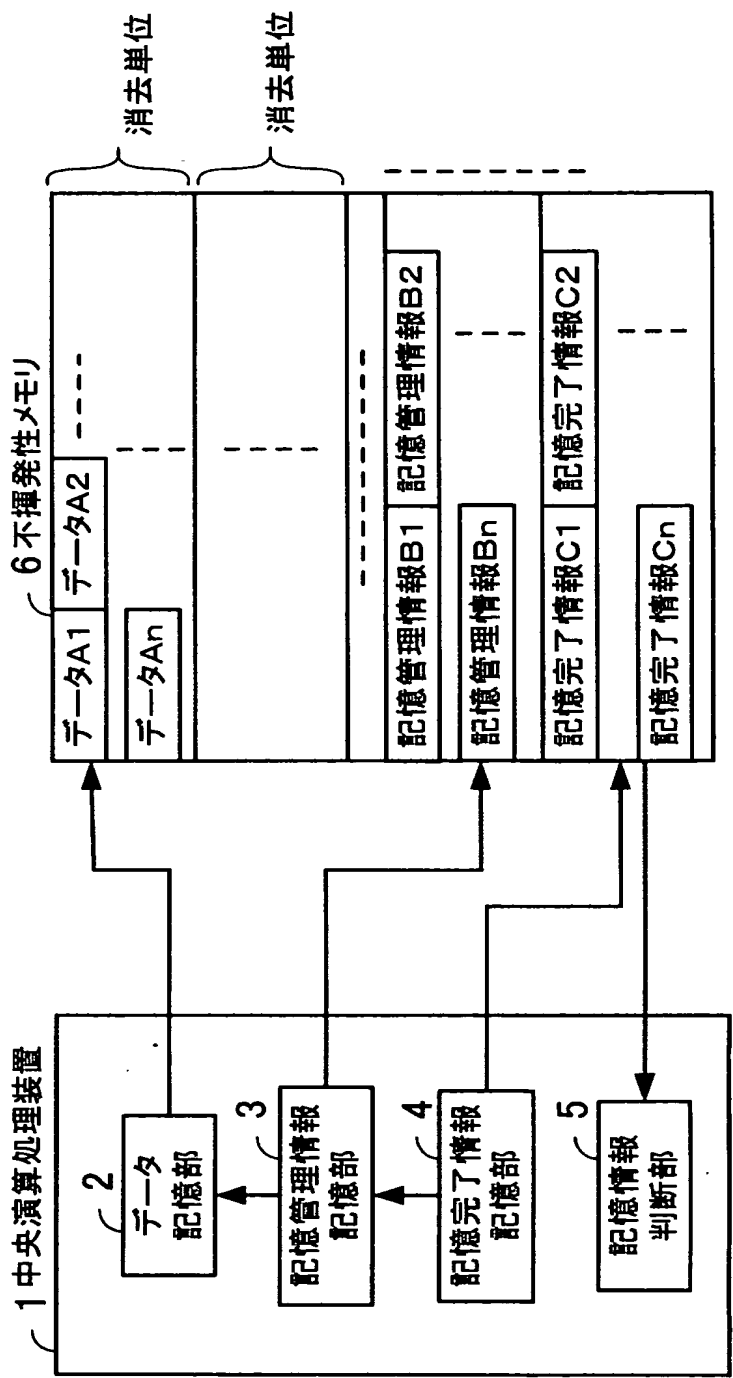 1 中央演算処理装置
2
データ
記憶部
3
記憶管理情報
記憶部
4
記憶完了情報
記憶部
5
記憶情報
判断部
6 不揮発性メモリ
データA1
データA2
データAn
消去単位
消去単位
記憶管理情報B1
記憶管理情報B2
記憶管理情報Bn
記憶完了情報C1
記憶完了情報C2
記憶完了情報Cn